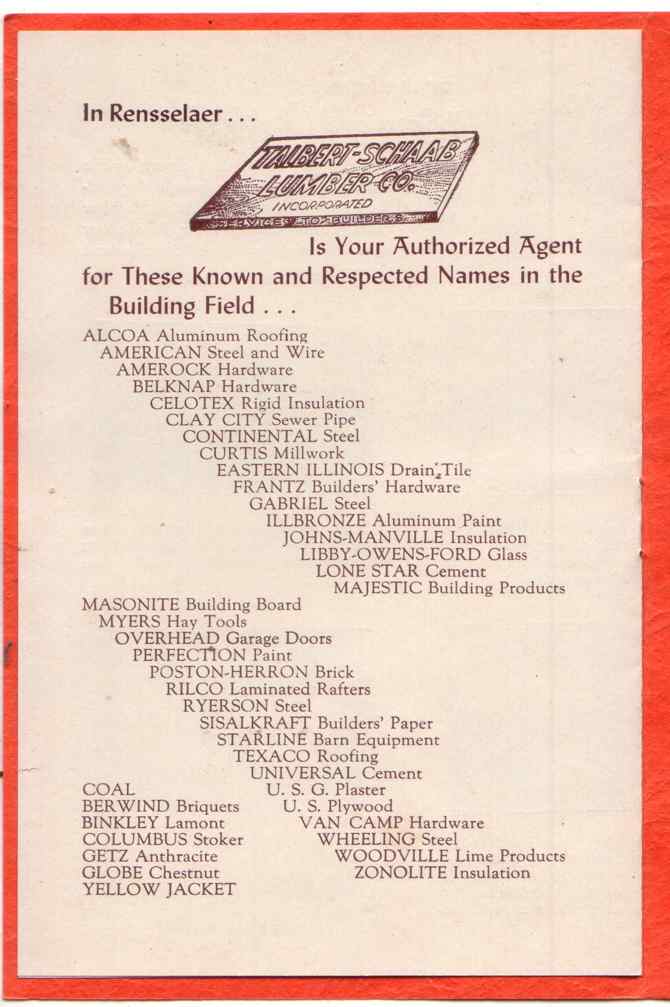 In Rensselaer . . .
TALBERT-SCHAAB
LUMBER CO.
INCORPORATED
SERVICES TO BUILDERS
Is Your Authorized Agent
for These Known and Respected Names in the
Building Field . . .
ALCOA Aluminum Roofing
AMERICAN Steel and Wire
AMEROCK Hardware
BELKNAP Hardware
CELOTEX Rigid Insulation
CLAY CITY Sewer Pipe
CONTINENTAL Steel
CURTIS Millwork
EASTERN ILLINOIS Drain Tile
FRANTZ Builders' Hardware
GABRIEL Steel
ILLBRONZE Aluminum Paint
JOHNS-MANVILLE Insulation
LIBBY-OWENS-FORD Glass
LONE STAR Cement
MAJESTIC Building Products
MASONITE Building Board
MYERS Hay Tools
OVERHEAD Garage Doors
PERFECTION Paint
POSTON-HERRON Brick
RILCO Laminated Rafters
RYERSON Steel
SISALKRAFT Builders' Paper
STARLINE Barn Equipment
TEXACO Roofing
UNIVERSAL Cement
U. S. G. Plaster
U. S. Plywood
VAN CAMP Hardware
WHEELING Steel
WOODVILLE Lime Products
ZONOLITE Insulation
COAL
BERWIND Briquets
BINKLEY Lamont
COLUMBUS Stoker
GETZ Anthracite
GLOBE Chestnut
YELLOW JACKET